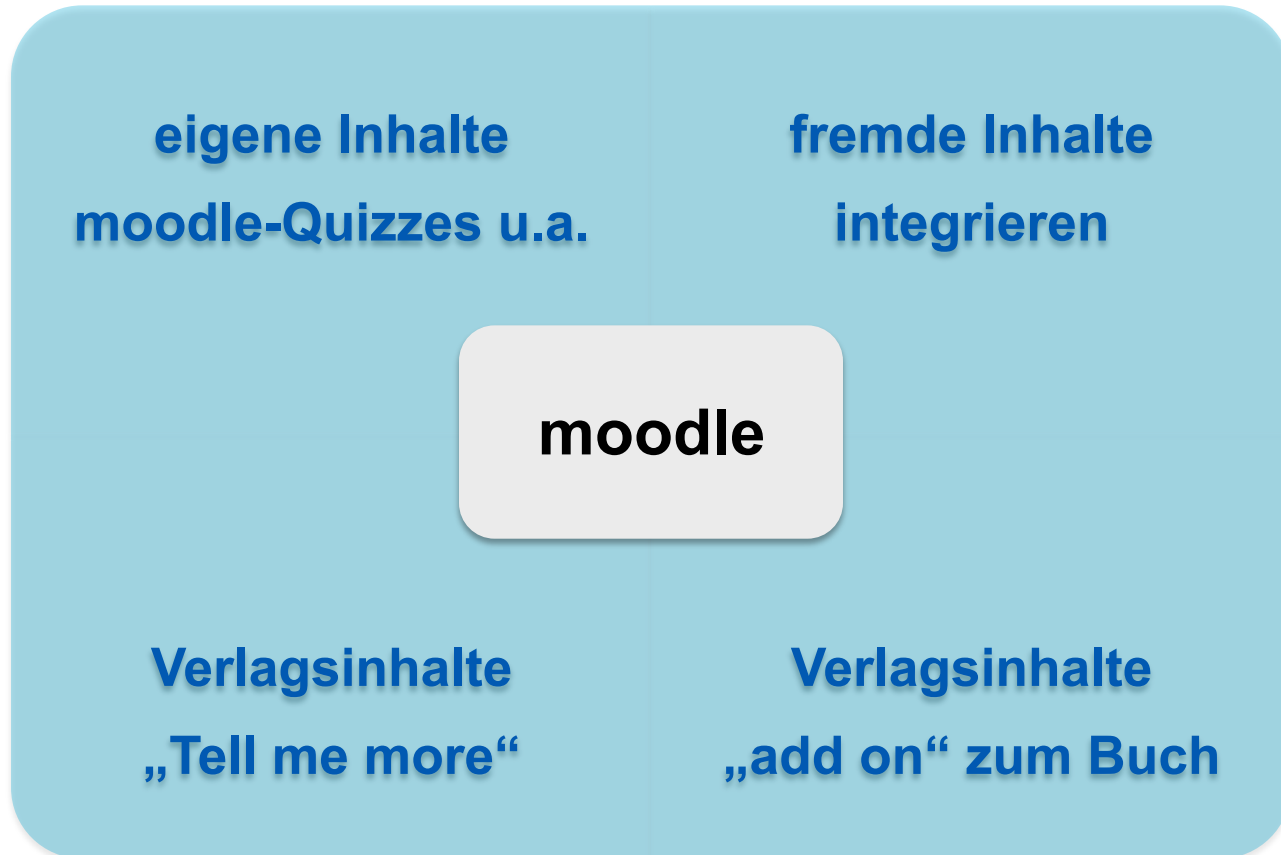 eigene Inhalte
moodle-Quizzes u.a.
fremde Inhalte
integrieren
moodle
Verlagsinhalte
„Tell me more“
Verlagsinhalte
„add on“ zum Buch